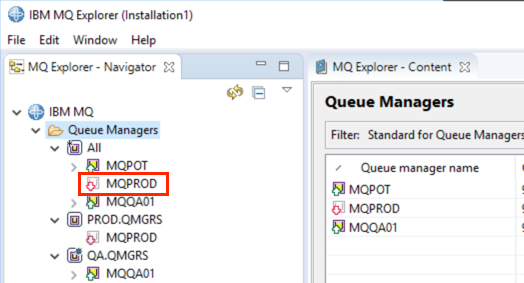 IBM MQ Explorer (Installation1)
File Edit Window Help
MQ Explorer - Navigator
IBM MQ
Queue Managers
All
MQPOT
MQPROD
MQQA01
PROD.QMGRS
MQPROD
QA.QMGRS
MQQA01
MQ Explorer - Content
Queue Managers
Filter: Standard for Queue Managers
Queue manager name
MQPOT
MQPROD
MQQA01